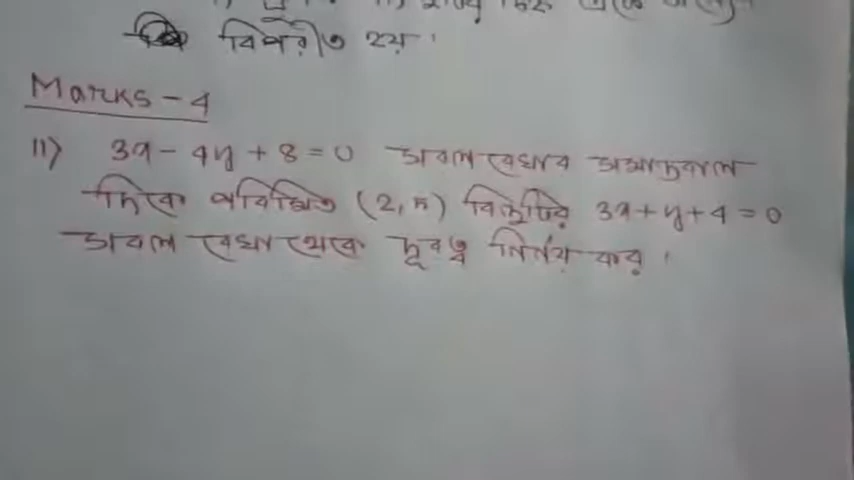 বিপরীত হয়।
Marks - 4
11) 3x - 4y + 8 = 0 সরলরেখার সমান্তরাল
দিকে পরিমিত (2, 5) বিন্দুটির 3x + y + 4 = 0
সরল রেখা থেকে দূরত্ব নির্ণয় কর।